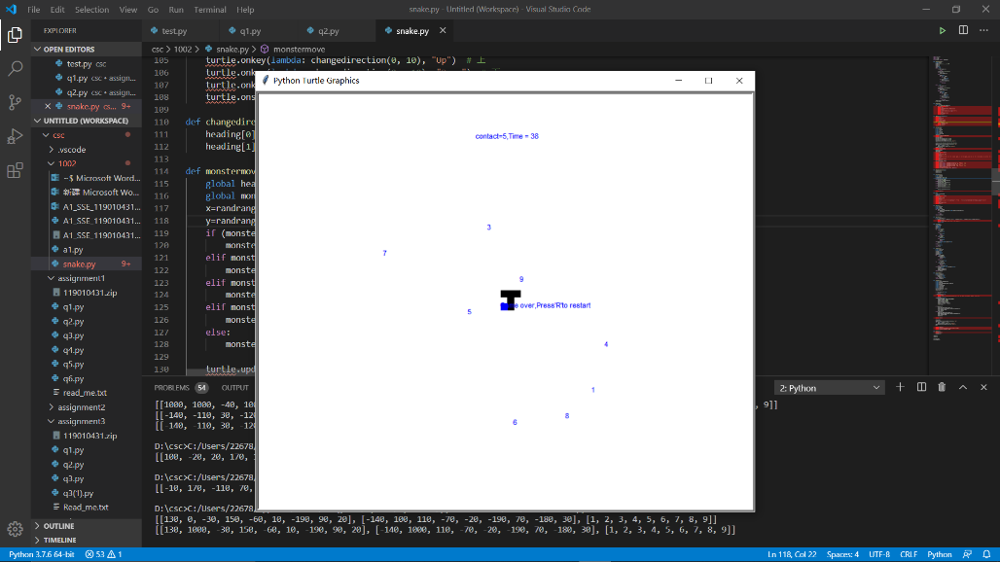 File Edit Selection View Go Run Terminal Help
snake.py - Untitled (Workspace) - Visual Studio Code
EXPLORER
test.py
q1.py
q2.py
snake.py
OPEN EDITORS
test.py csc
q1.py csc • assign...
q2.py csc • assign...
snake.py cs... 9+
UNTITLED (WORKSPACE)
csc
.vscode
1002
~$ Microsoft Word...
新建 Microsoft Wo...
A1_SSE_119010431...
A1_SSE_119010431...
A1_SSE_119010431...
a1.py
snake.py 9+
assignment1
119010431.zip
q1.py
q2.py
q3.py
q4.py
q5.py
q6.py
read_me.txt
assignment2
assignment3
119010431.zip
q1.py
q2.py
q3.py
q3(1).py
Read_me.txt
OUTLINE
TIMELINE
csc > 1002 > snake.py > monstermove
105 turtle.onkey(lambda: changedirection(0, 10), "Up") # 上
106 turtle.onk
107 turtle.onk
108 turtle.ons
109
110 def changedire
111 heading[0]
112 heading[1]
113
114 def monstermov
115 global hea
116 global mon
117 x=randrang
118 y=randrang
119 if (monste
120 monste
121 elif monst
122 monste
123 elif monst
124 monste
125 elif monst
126 monste
127 else:
128 monste
129
130 turtle.upd
Python Turtle Graphics
contact=5,Time = 38
3
7
9
e over,Press'R'to restart
5
4
1
8
6
PROBLEMS 54 OUTPUT
2: Python
[[1000, 1000, -40, 100
, 9]]
[[-140, -110, 30, -120
[[-140, -110, 30, -120
D:\csc>C:/Users/22678/
[[100, -20, 20, 170,
D:\csc>C:/Users/22678/
[[-10, 170, -110, 70,
D:\csc>C:/Users/22678/
[[130, 0, -30, 150, -60, 10, -190, 90, 20], [-140, 100, 110, -70, -20, -190, 70, -180, 30], [1, 2, 3, 4, 5, 6, 7, 8, 9]]
[[130, 1000, -30, 150, -60, 10, -190, 90, 20], [-140, 1000, 110, -70, -20, -190, 70, -180, 30], [1, 2, 3, 4, 5, 6, 7, 8, 9]]
Python 3.7.6 64-bit 53 1
Ln 118, Col 22 Spaces: 4 UTF-8 CRLF Python